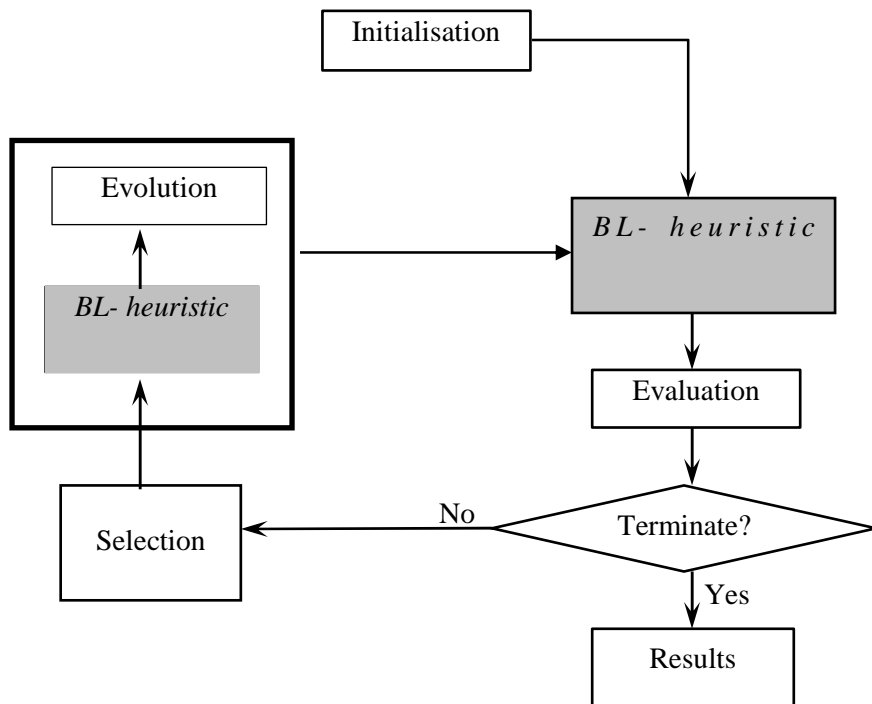 Initialisation
Evolution
BL- heuristic
BL- heuristic
Evaluation
No
Selection
Terminate?
Yes
Results